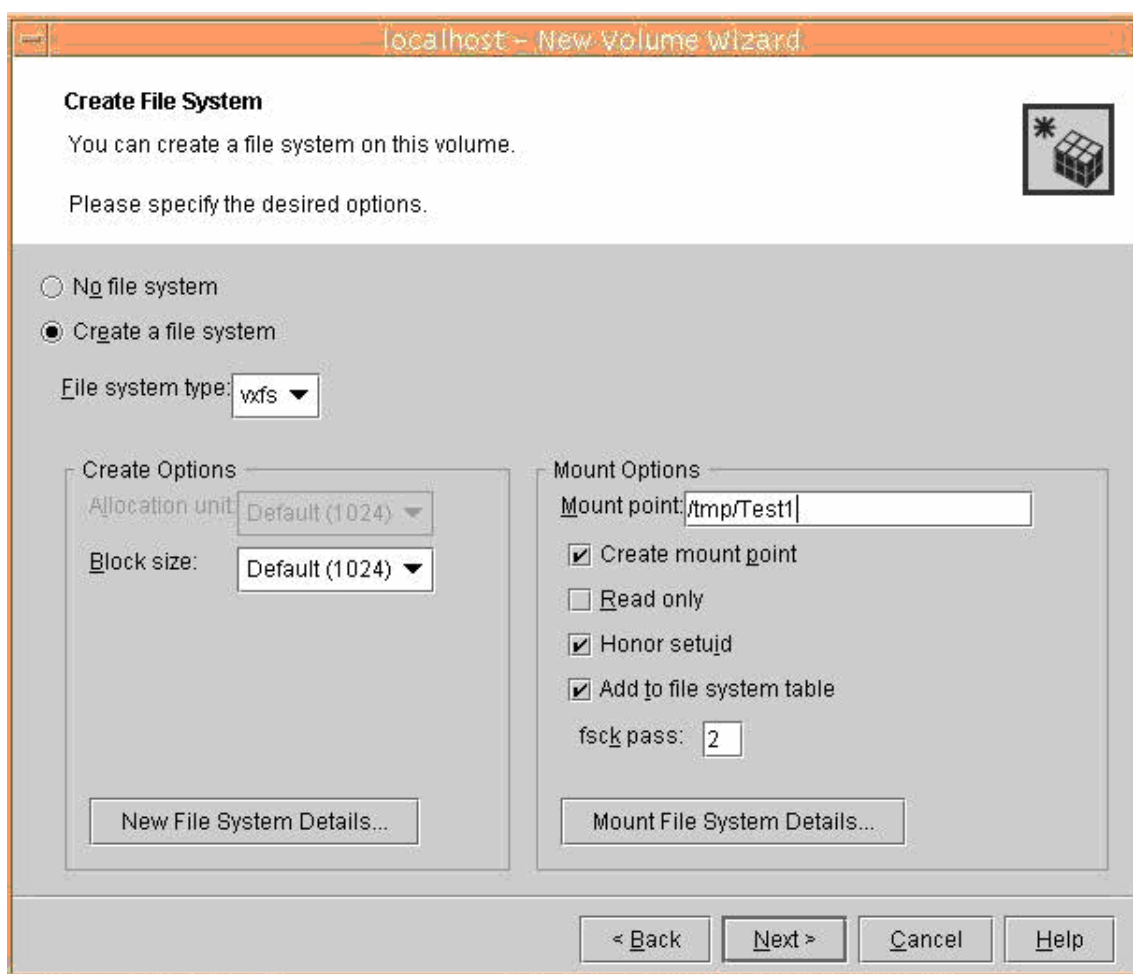 localhost - New Volume Wizard
Create File System
You can create a file system on this volume.
Please specify the desired options.
No file system
Create a file system
File system type: vxfs
Create Options
Allocation unit: Default (1024)
Block size: Default (1024)
New File System Details...
Mount Options
Mount point: /tmp/Test1
Create mount point
Read only
Honor setuid
Add to file system table
fsck pass: 2
Mount File System Details...
< Back Next > Cancel Help